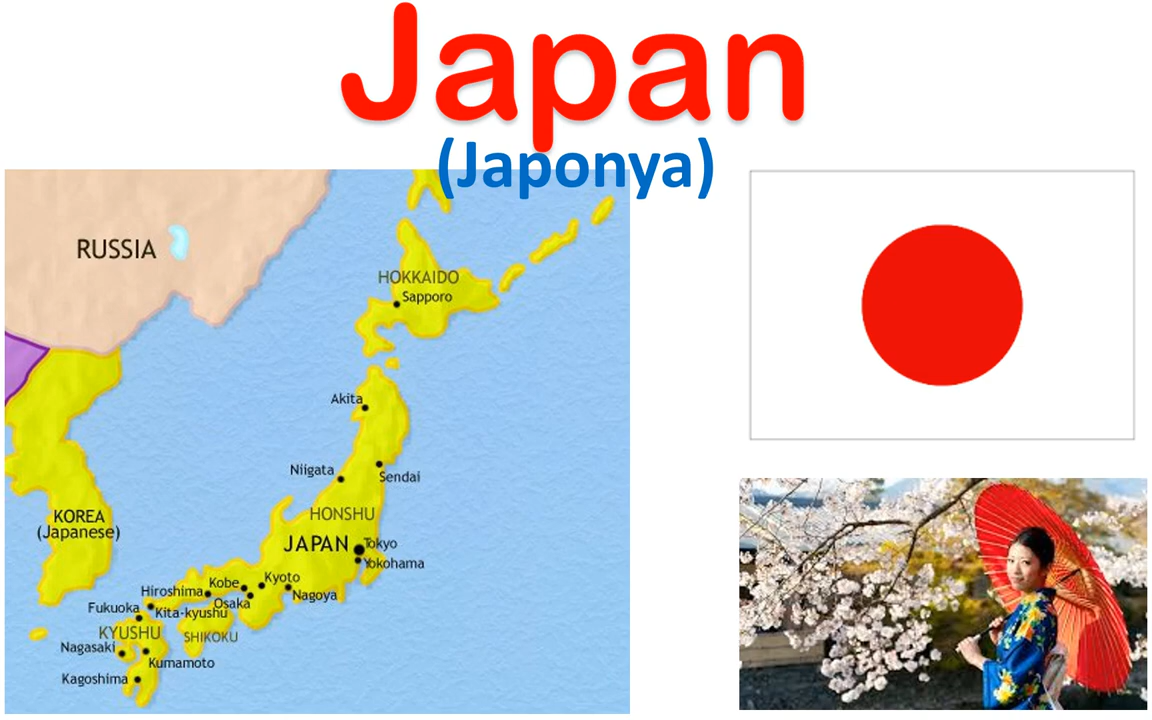 Japan
(Japonya)
RUSSIA
HOKKAIDO
Sapporo
Akita
Niigata
Sendai
HONSHU
KOREA
(Japanese)
JAPAN
Tokyo
Yokohama
Kobe
Kyoto
Hiroshima
Osaka
Nagoya
Fukuoka
Kita-kyushu
KYUSHU
SHIKOKU
Nagasaki
Kumamoto
Kagoshima